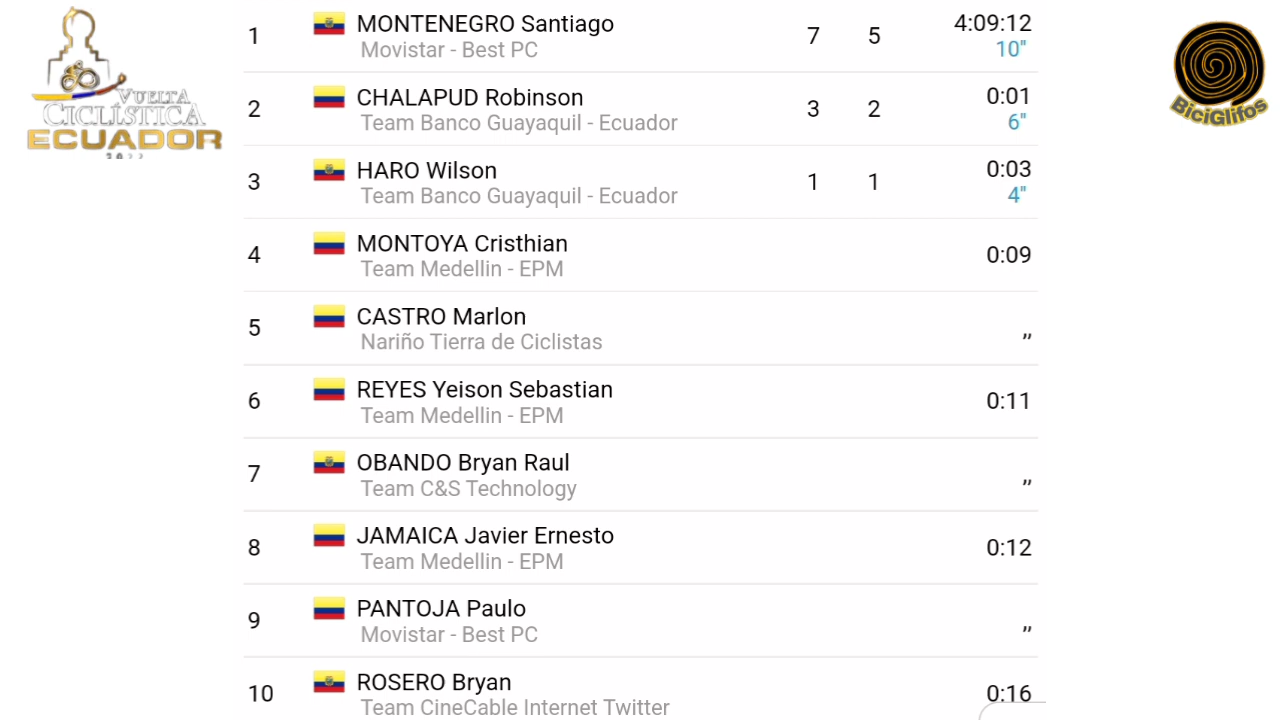 VUELTA
CICLÍSTICA
ECUADOR
BiciGlifos
1 MONTENEGRO Santiago 7 5 4:09:12
Movistar - Best PC 10"
2 CHALAPUD Robinson 3 2 0:01
Team Banco Guayaquil - Ecuador 6"
3 HARO Wilson 1 1 0:03
Team Banco Guayaquil - Ecuador 4"
4 MONTOYA Cristhian 0:09
Team Medellin - EPM
5 CASTRO Marlon ,,
Nariño Tierra de Ciclistas
6 REYES Yeison Sebastian 0:11
Team Medellin - EPM
7 OBANDO Bryan Raul ,,
Team C&S Technology
8 JAMAICA Javier Ernesto 0:12
Team Medellin - EPM
9 PANTOJA Paulo ,,
Movistar - Best PC
10 ROSERO Bryan 0:16
Team CineCable Internet Twitter